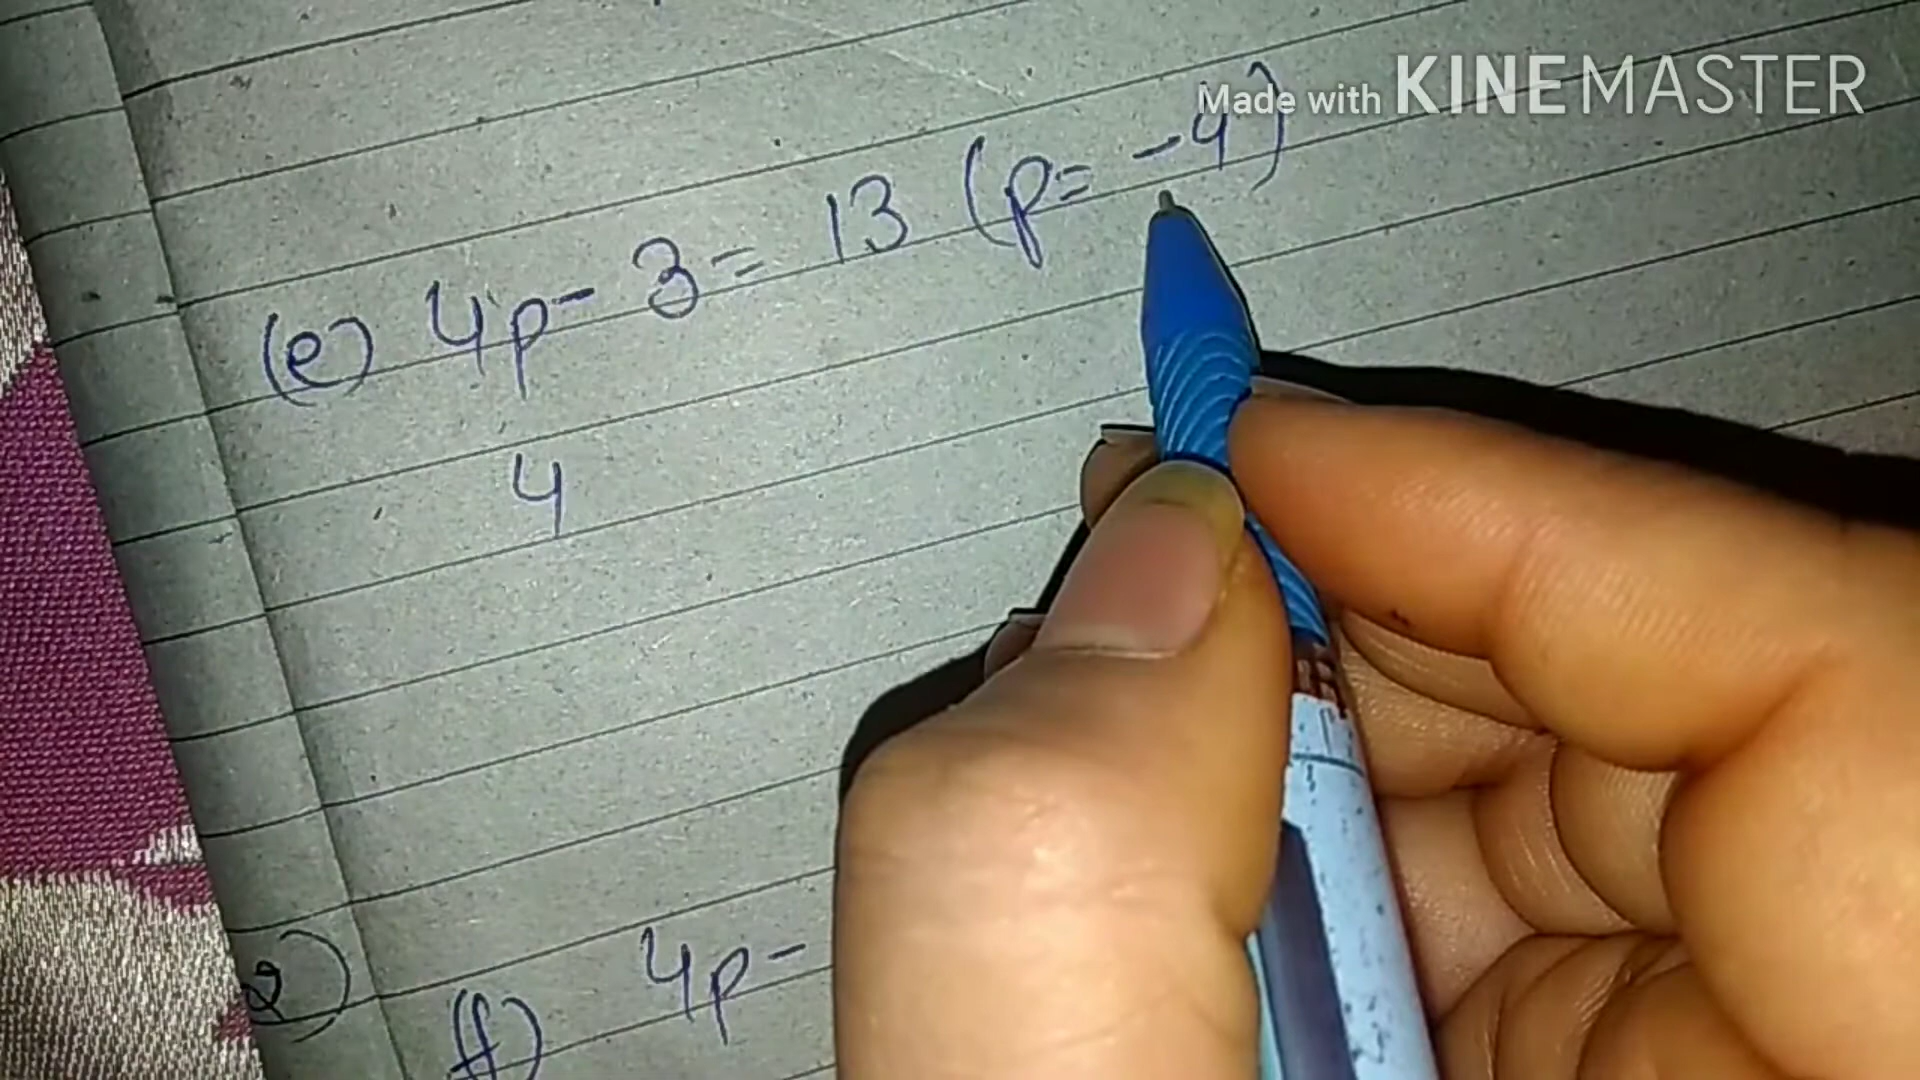 Made with KINEMASTER
(e) 4p - 3 = 13 (p = -4)
4
(f) 4p -